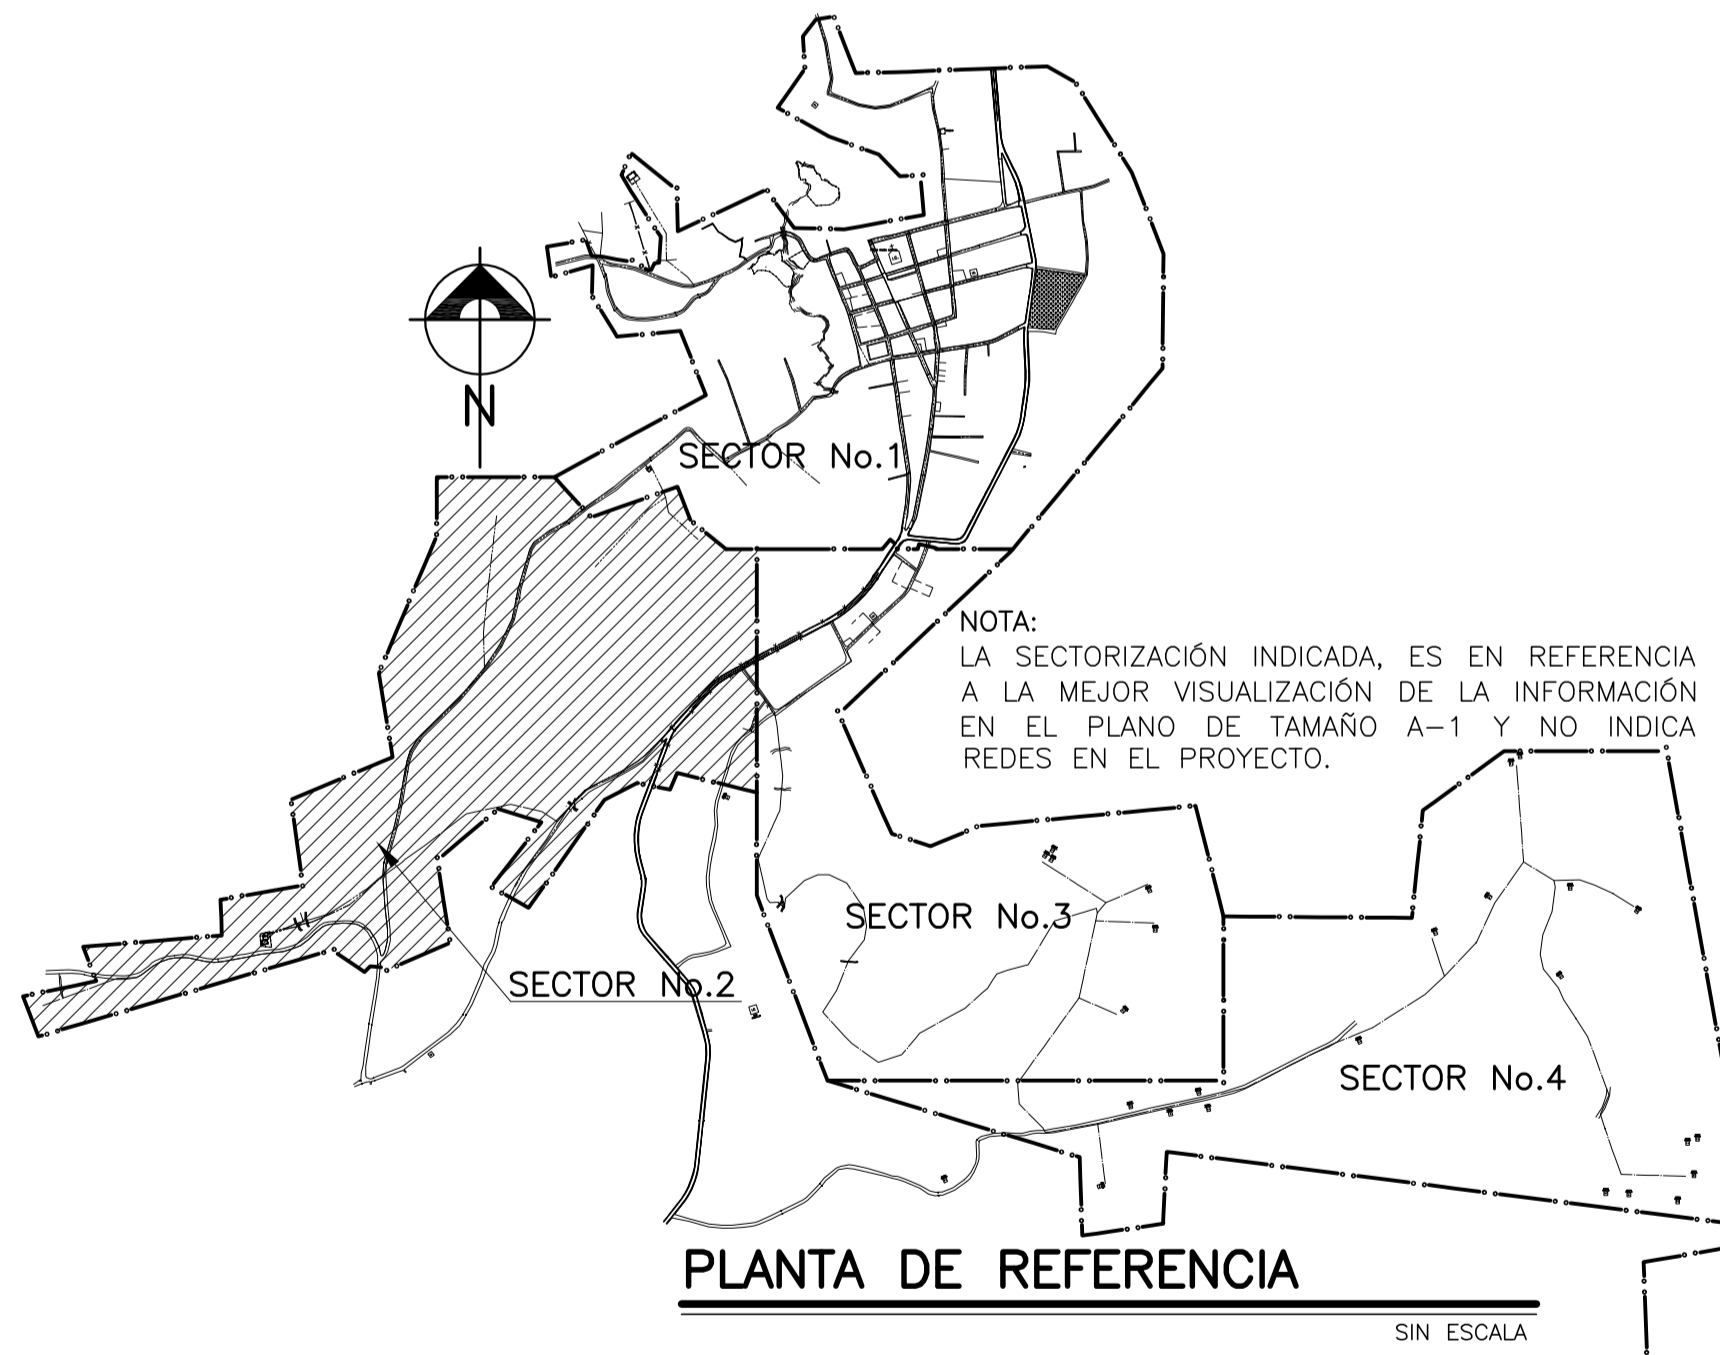 N
SECTOR No.1
NOTA:
LA SECTORIZACIÓN INDICADA, ES EN REFERENCIA
A LA MEJOR VISUALIZACIÓN DE LA INFORMACIÓN
EN EL PLANO DE TAMAÑO A-1 Y NO INDICA
REDES EN EL PROYECTO.
SECTOR No.3
SECTOR No.2
SECTOR No.4
PLANTA DE REFERENCIA
SIN ESCALA